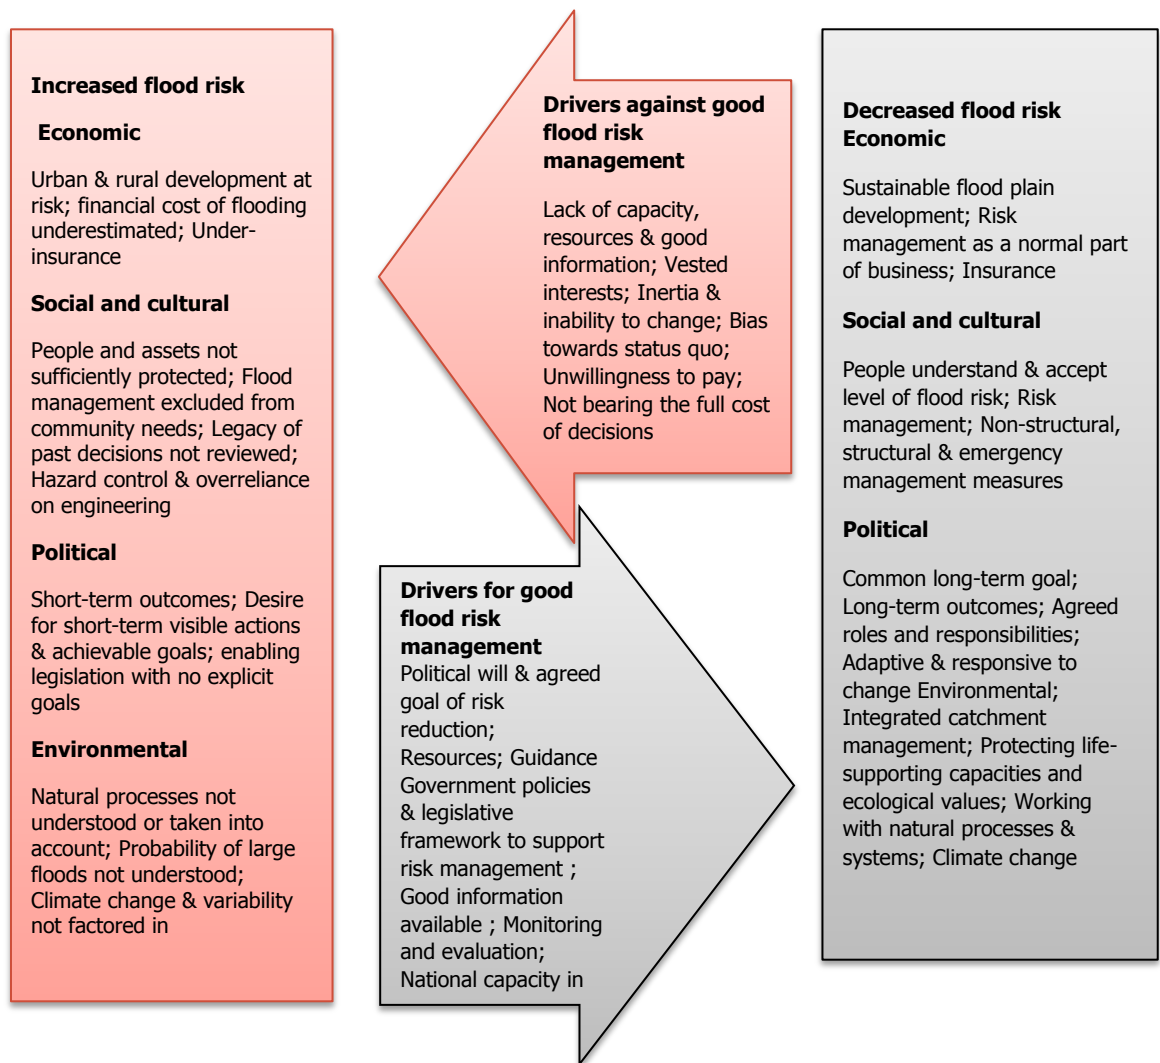 Increased flood risk
Economic
Urban & rural development at
risk; financial cost of flooding
underestimated; Under-
insurance
Social and cultural
People and assets not
sufficiently protected; Flood
management excluded from
community needs; Legacy of
past decisions not reviewed;
Hazard control & overreliance
on engineering
Political
Short-term outcomes; Desire
for short-term visible actions
& achievable goals; enabling
legislation with no explicit
goals
Environmental
Natural processes not
understood or taken into
account; Probability of large
floods not understood;
Climate change & variability
not factored in
Drivers against good
flood risk
management
Lack of capacity,
resources & good
information; Vested
interests; Inertia &
inability to change; Bias
towards status quo;
Unwillingness to pay;
Not bearing the full cost
of decisions
Drivers for good
flood risk
management
Political will & agreed
goal of risk
reduction;
Resources; Guidance
Government policies
& legislative
framework to support
risk management ;
Good information
available ; Monitoring
and evaluation;
National capacity in
Decreased flood risk
Economic
Sustainable flood plain
development; Risk
management as a normal part
of business; Insurance
Social and cultural
People understand & accept
level of flood risk; Risk
management; Non-structural,
structural & emergency
management measures
Political
Common long-term goal;
Long-term outcomes; Agreed
roles and responsibilities;
Adaptive & responsive to
change Environmental;
Integrated catchment
management; Protecting life-
supporting capacities and
ecological values; Working
with natural processes &
systems; Climate change